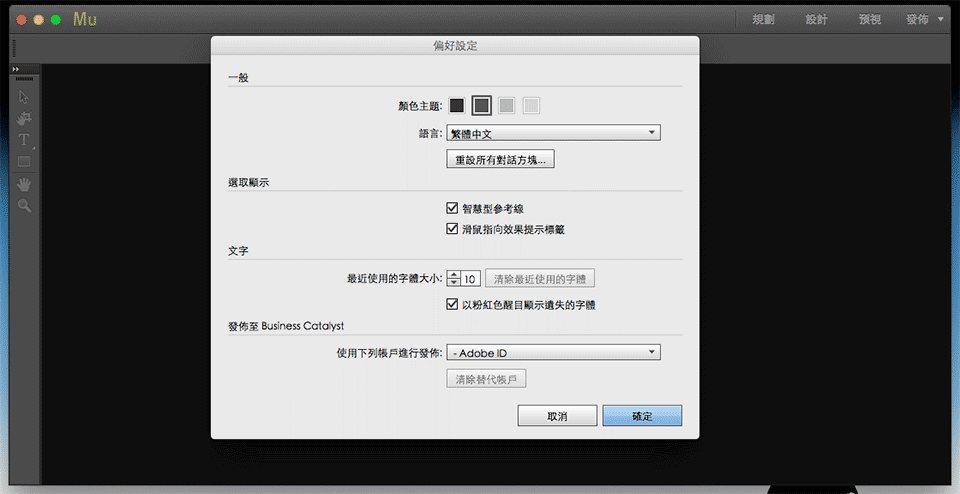 Mu
規劃 設計 預視 發佈
偏好設定
一般
顏色主題:
語言: 繁體中文
重設所有對話方塊...
選取顯示
智慧型參考線
滑鼠指向效果提示標籤
文字
最近使用的字體大小: 10 清除最近使用的字體
以粉紅色醒目顯示遺失的字體
發佈至 Business Catalyst
使用下列帳戶進行發佈: - Adobe ID
清除替代帳戶
取消 確定
T